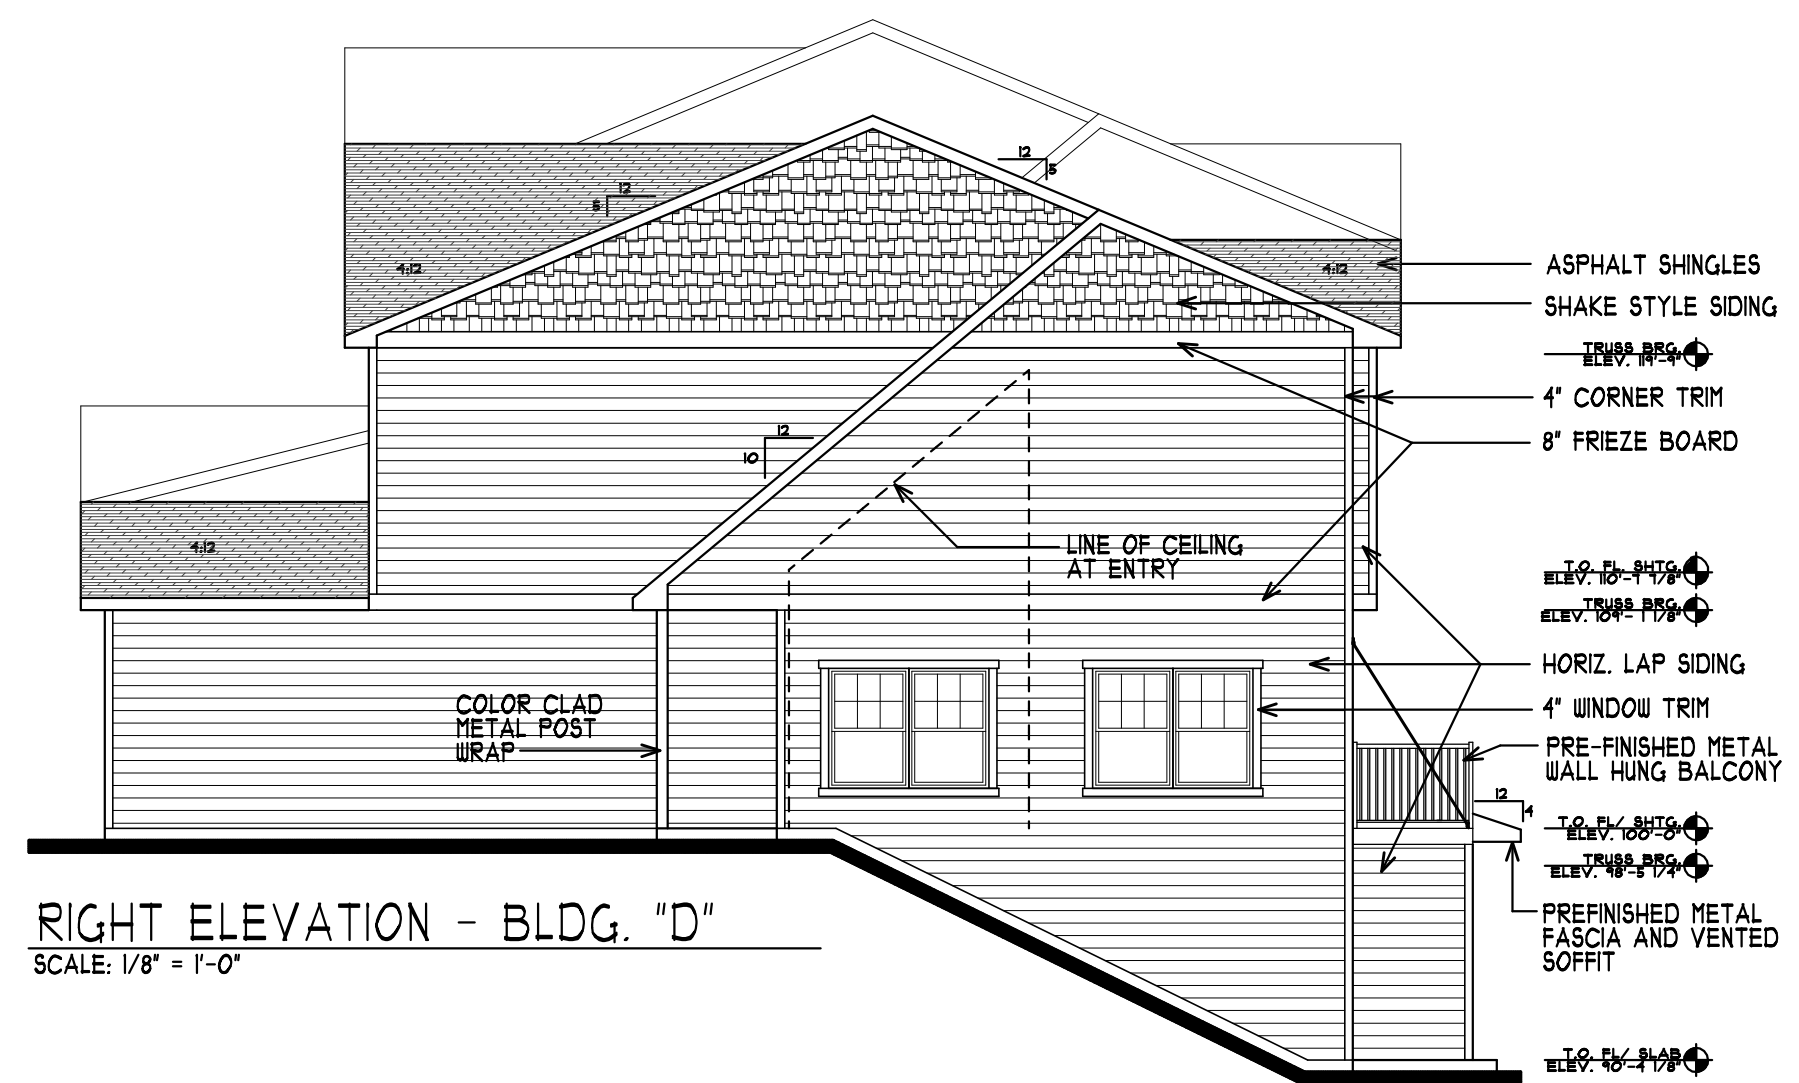 12
5
12
5
4:12
4:12
ASPHALT SHINGLES
SHAKE STYLE SIDING
TRUSS BRG.
ELEV. 119'-9"
4" CORNER TRIM
8" FRIEZE BOARD
12
10
4:12
LINE OF CEILING
AT ENTRY
T.O. FL. SHTG.
ELEV. 110'-7 7/8"
TRUSS BRG.
ELEV. 109'-1 1/8"
HORIZ. LAP SIDING
COLOR CLAD
METAL POST
WRAP
4" WINDOW TRIM
PRE-FINISHED METAL
WALL HUNG BALCONY
12
4
T.O. FL/ SHTG.
ELEV. 100'-0"
TRUSS BRG.
ELEV. 98'-5 1/4"
PREFINISHED METAL
FASCIA AND VENTED
SOFFIT
RIGHT ELEVATION - BLDG. "D"
SCALE: 1/8" = 1'-0"
T.O. FL/ SLAB
ELEV. 90'-4 1/8"